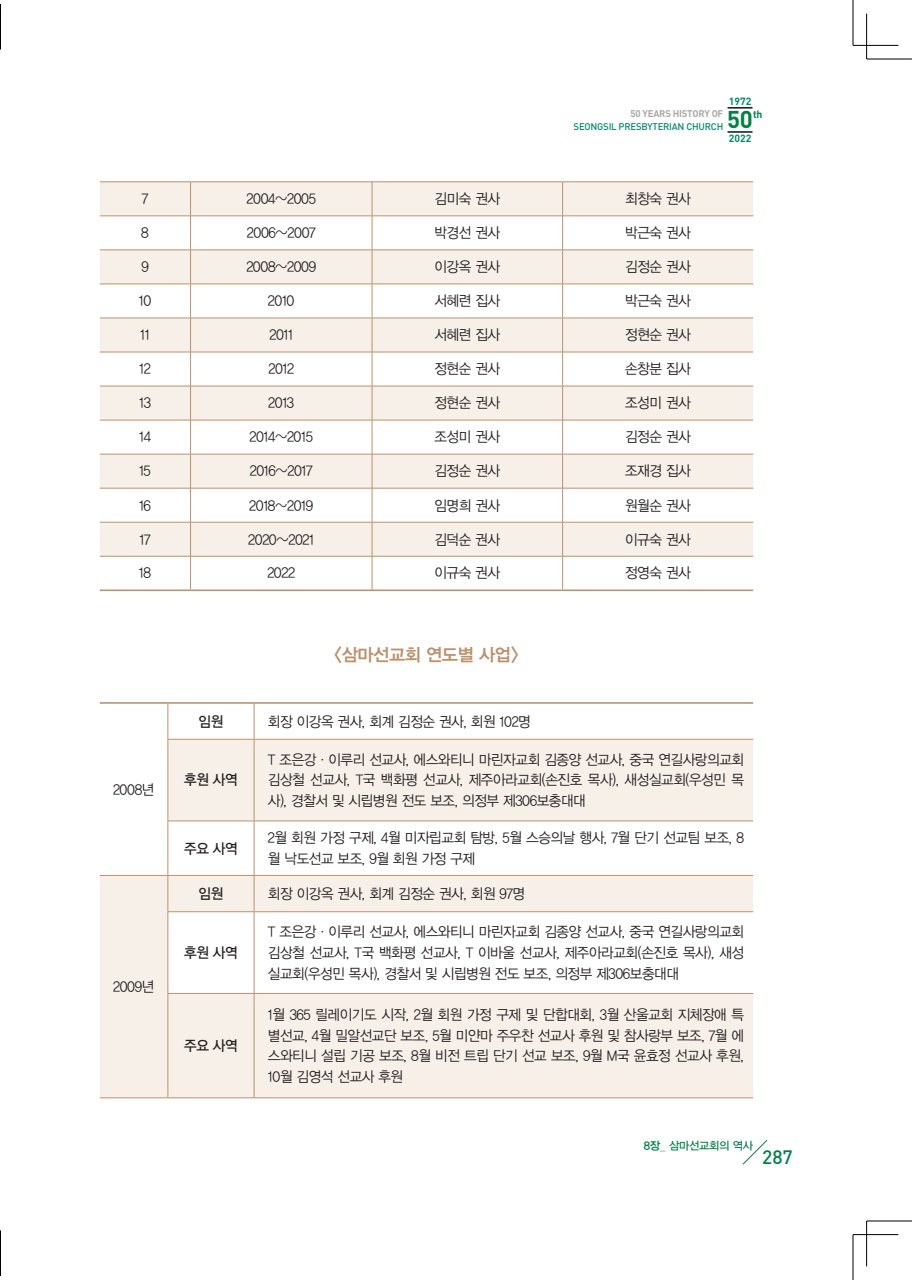 1972
50 YEARS HISTORY OF
SEONGSIL PRESBYTERIAN CHURCH
50th
2022
7 2004~2005 김미숙 권사 최창숙 권사
8 2006~2007 박경선 권사 박근숙 권사
9 2008~2009 이강옥 권사 김정순 권사
10 2010 서혜련 집사 박근숙 권사
11 2011 서혜련 집사 정현순 권사
12 2012 정현순 권사 손창분 집사
13 2013 정현순 권사 조성미 권사
14 2014~2015 조성미 권사 김정순 권사
15 2016~2017 김정순 권사 조재경 집사
16 2018~2019 임명희 권사 원월순 권사
17 2020~2021 김덕순 권사 이규숙 권사
18 2022 이규숙 권사 정영숙 권사
〈삼마선교회 연도별 사업〉
2008년
임원
회장 이강옥 권사, 회계 김정순 권사, 회원 102명
후원 사역
T 조은강 · 이루리 선교사, 에스와티니 마린자교회 김종양 선교사, 중국 연길사랑의교회
김상철 선교사, T국 백화평 선교사, 제주아라교회(손진호 목사), 새성실교회(우성민 목
사), 경찰서 및 시립병원 전도 보조, 의정부 제306보충대대
주요 사역
2월 회원 가정 구제, 4월 미자립교회 탐방, 5월 스승의날 행사, 7월 단기 선교팀 보조, 8
월 낙도선교 보조, 9월 회원 가정 구제
2009년
임원
회장 이강옥 권사, 회계 김정순 권사, 회원 97명
후원 사역
T 조은강 · 이루리 선교사, 에스와티니 마린자교회 김종양 선교사, 중국 연길사랑의교회
김상철 선교사, T국 백화평 선교사, T 이바울 선교사, 제주아라교회(손진호 목사), 새성
실교회(우성민 목사), 경찰서 및 시립병원 전도 보조, 의정부 제306보충대대
주요 사역
1월 365 릴레이기도 시작, 2월 회원 가정 구제 및 단합대회, 3월 산울교회 지체장애 특
별선교, 4월 밀알선교단 보조, 5월 미얀마 주우찬 선교사 후원 및 참사랑부 보조, 7월 에
스와티니 설립 기공 보조, 8월 비전 트립 단기 선교 보조, 9월 M국 윤효정 선교사 후원,
10월 김영석 선교사 후원
8장_ 삼마선교회의 역사
287